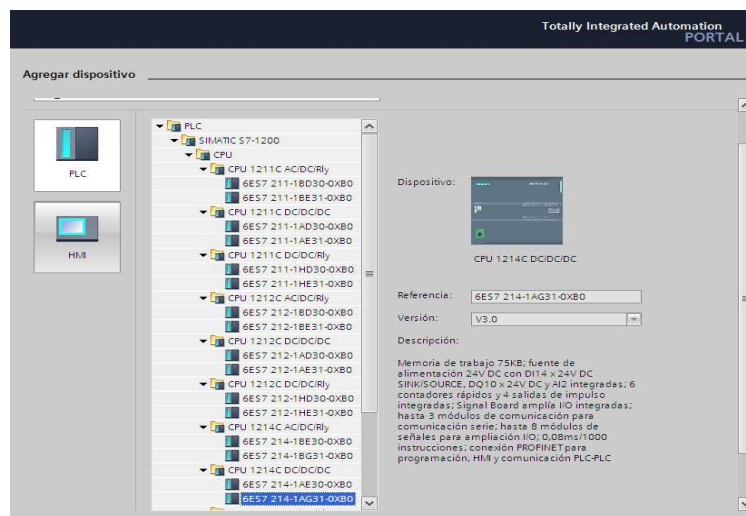 Totally Integrated Automation
PORTAL
Agregar dispositivo
PLC
HMI
PLC
SIMATIC S7-1200
CPU
CPU 1211C AC/DC/Rly
6ES7 211-1BD30-0XB0
6ES7 211-1BE31-0XB0
CPU 1211C DC/DC/DC
6ES7 211-1AD30-0XB0
6ES7 211-1AE31-0XB0
CPU 1211C DC/DC/Rly
6ES7 211-1HD30-0XB0
6ES7 211-1HE31-0XB0
CPU 1212C AC/DC/Rly
6ES7 212-1BD30-0XB0
6ES7 212-1BE31-0XB0
CPU 1212C DC/DC/DC
6ES7 212-1AD30-0XB0
6ES7 212-1AE31-0XB0
CPU 1212C DC/DC/Rly
6ES7 212-1HD30-0XB0
6ES7 212-1HE31-0XB0
CPU 1214C AC/DC/Rly
6ES7 214-1BE30-0XB0
6ES7 214-1BG31-0XB0
CPU 1214C DC/DC/DC
6ES7 214-1AE30-0XB0
6ES7 214-1AG31-0XB0
Dispositivo:
CPU 1214C DC/DC/DC
Referencia: 6ES7 214-1AG31-0XB0
Versión: V3.0
Descripción:
Memoria de trabajo 75KB; fuente de
alimentación 24V DC con DI14 x 24V DC
SINK/SOURCE, DQ10 x 24V DC y AI2 integradas; 6
contadores rápidos y 4 salidas de impulso
integradas; Signal Board amplía I/O integradas;
hasta 3 módulos de comunicación para
comunicación serie; hasta 8 módulos de
señales para ampliación I/O; 0,08ms/1000
instrucciones; conexión PROFINET para
programación, HMI y comunicación PLC-PLC